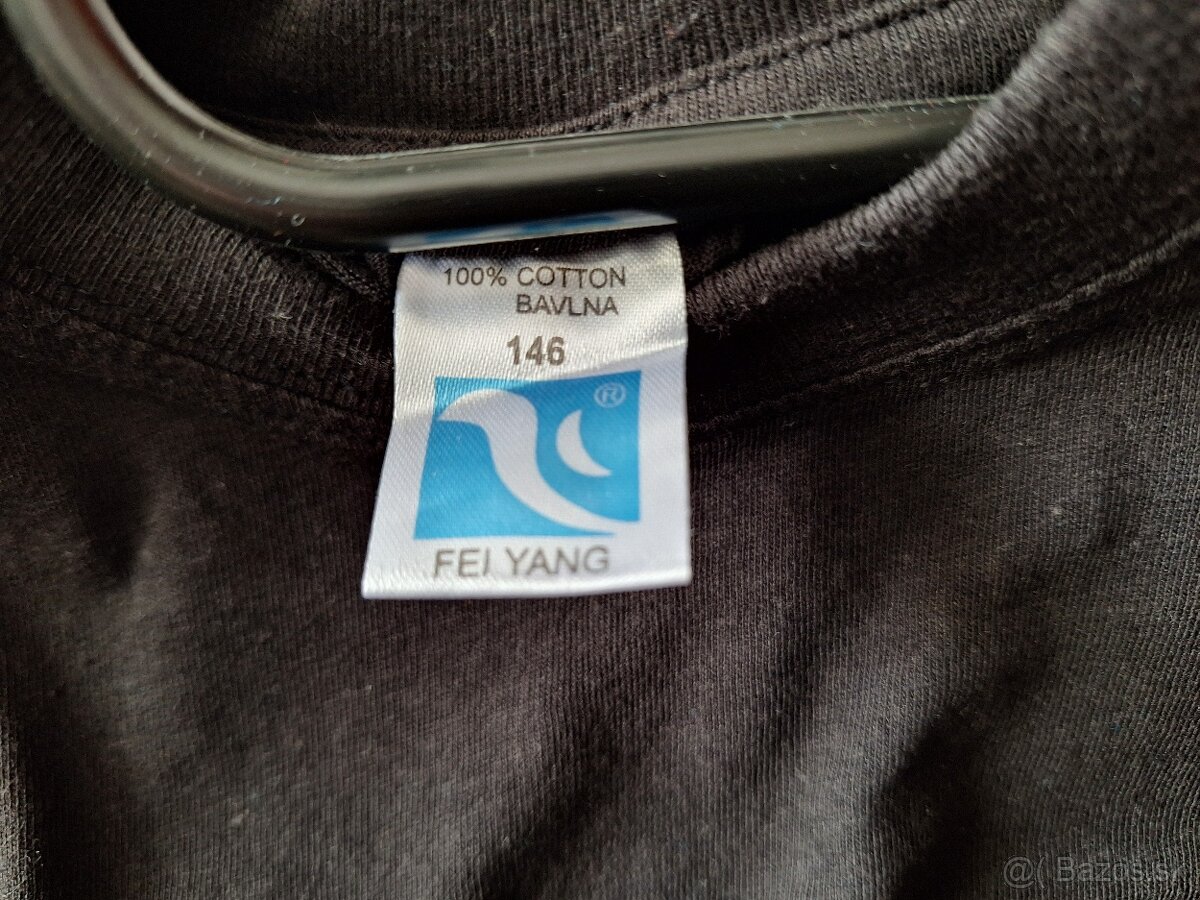 100% COTTON
BAVLNA
146
®
FEI YANG
@( Bazos.sk